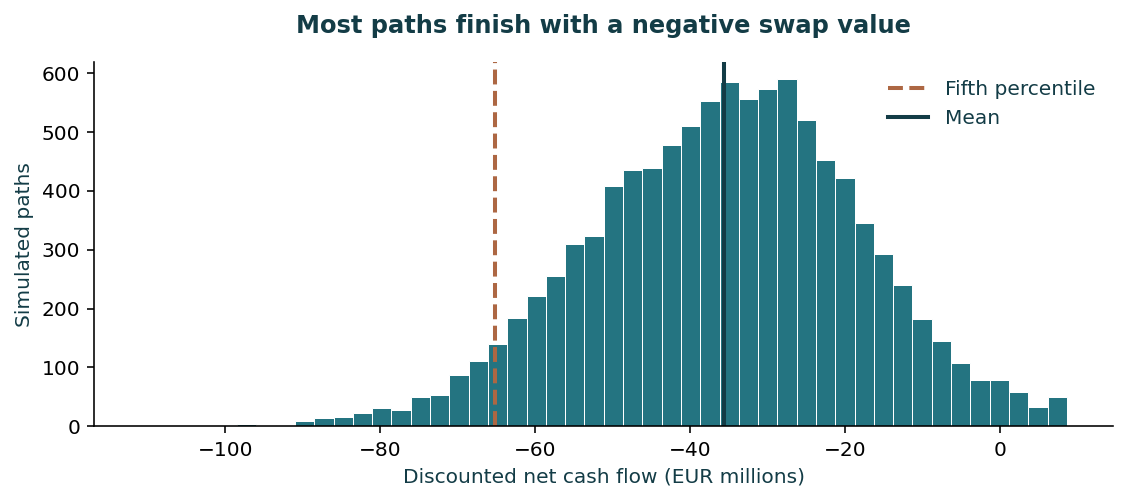 Most paths finish with a negative swap value
Fifth percentile
Mean
Simulated paths
600
500
400
300
200
100
0
−100
−80
−60
−40
−20
0
Discounted net cash flow (EUR millions)